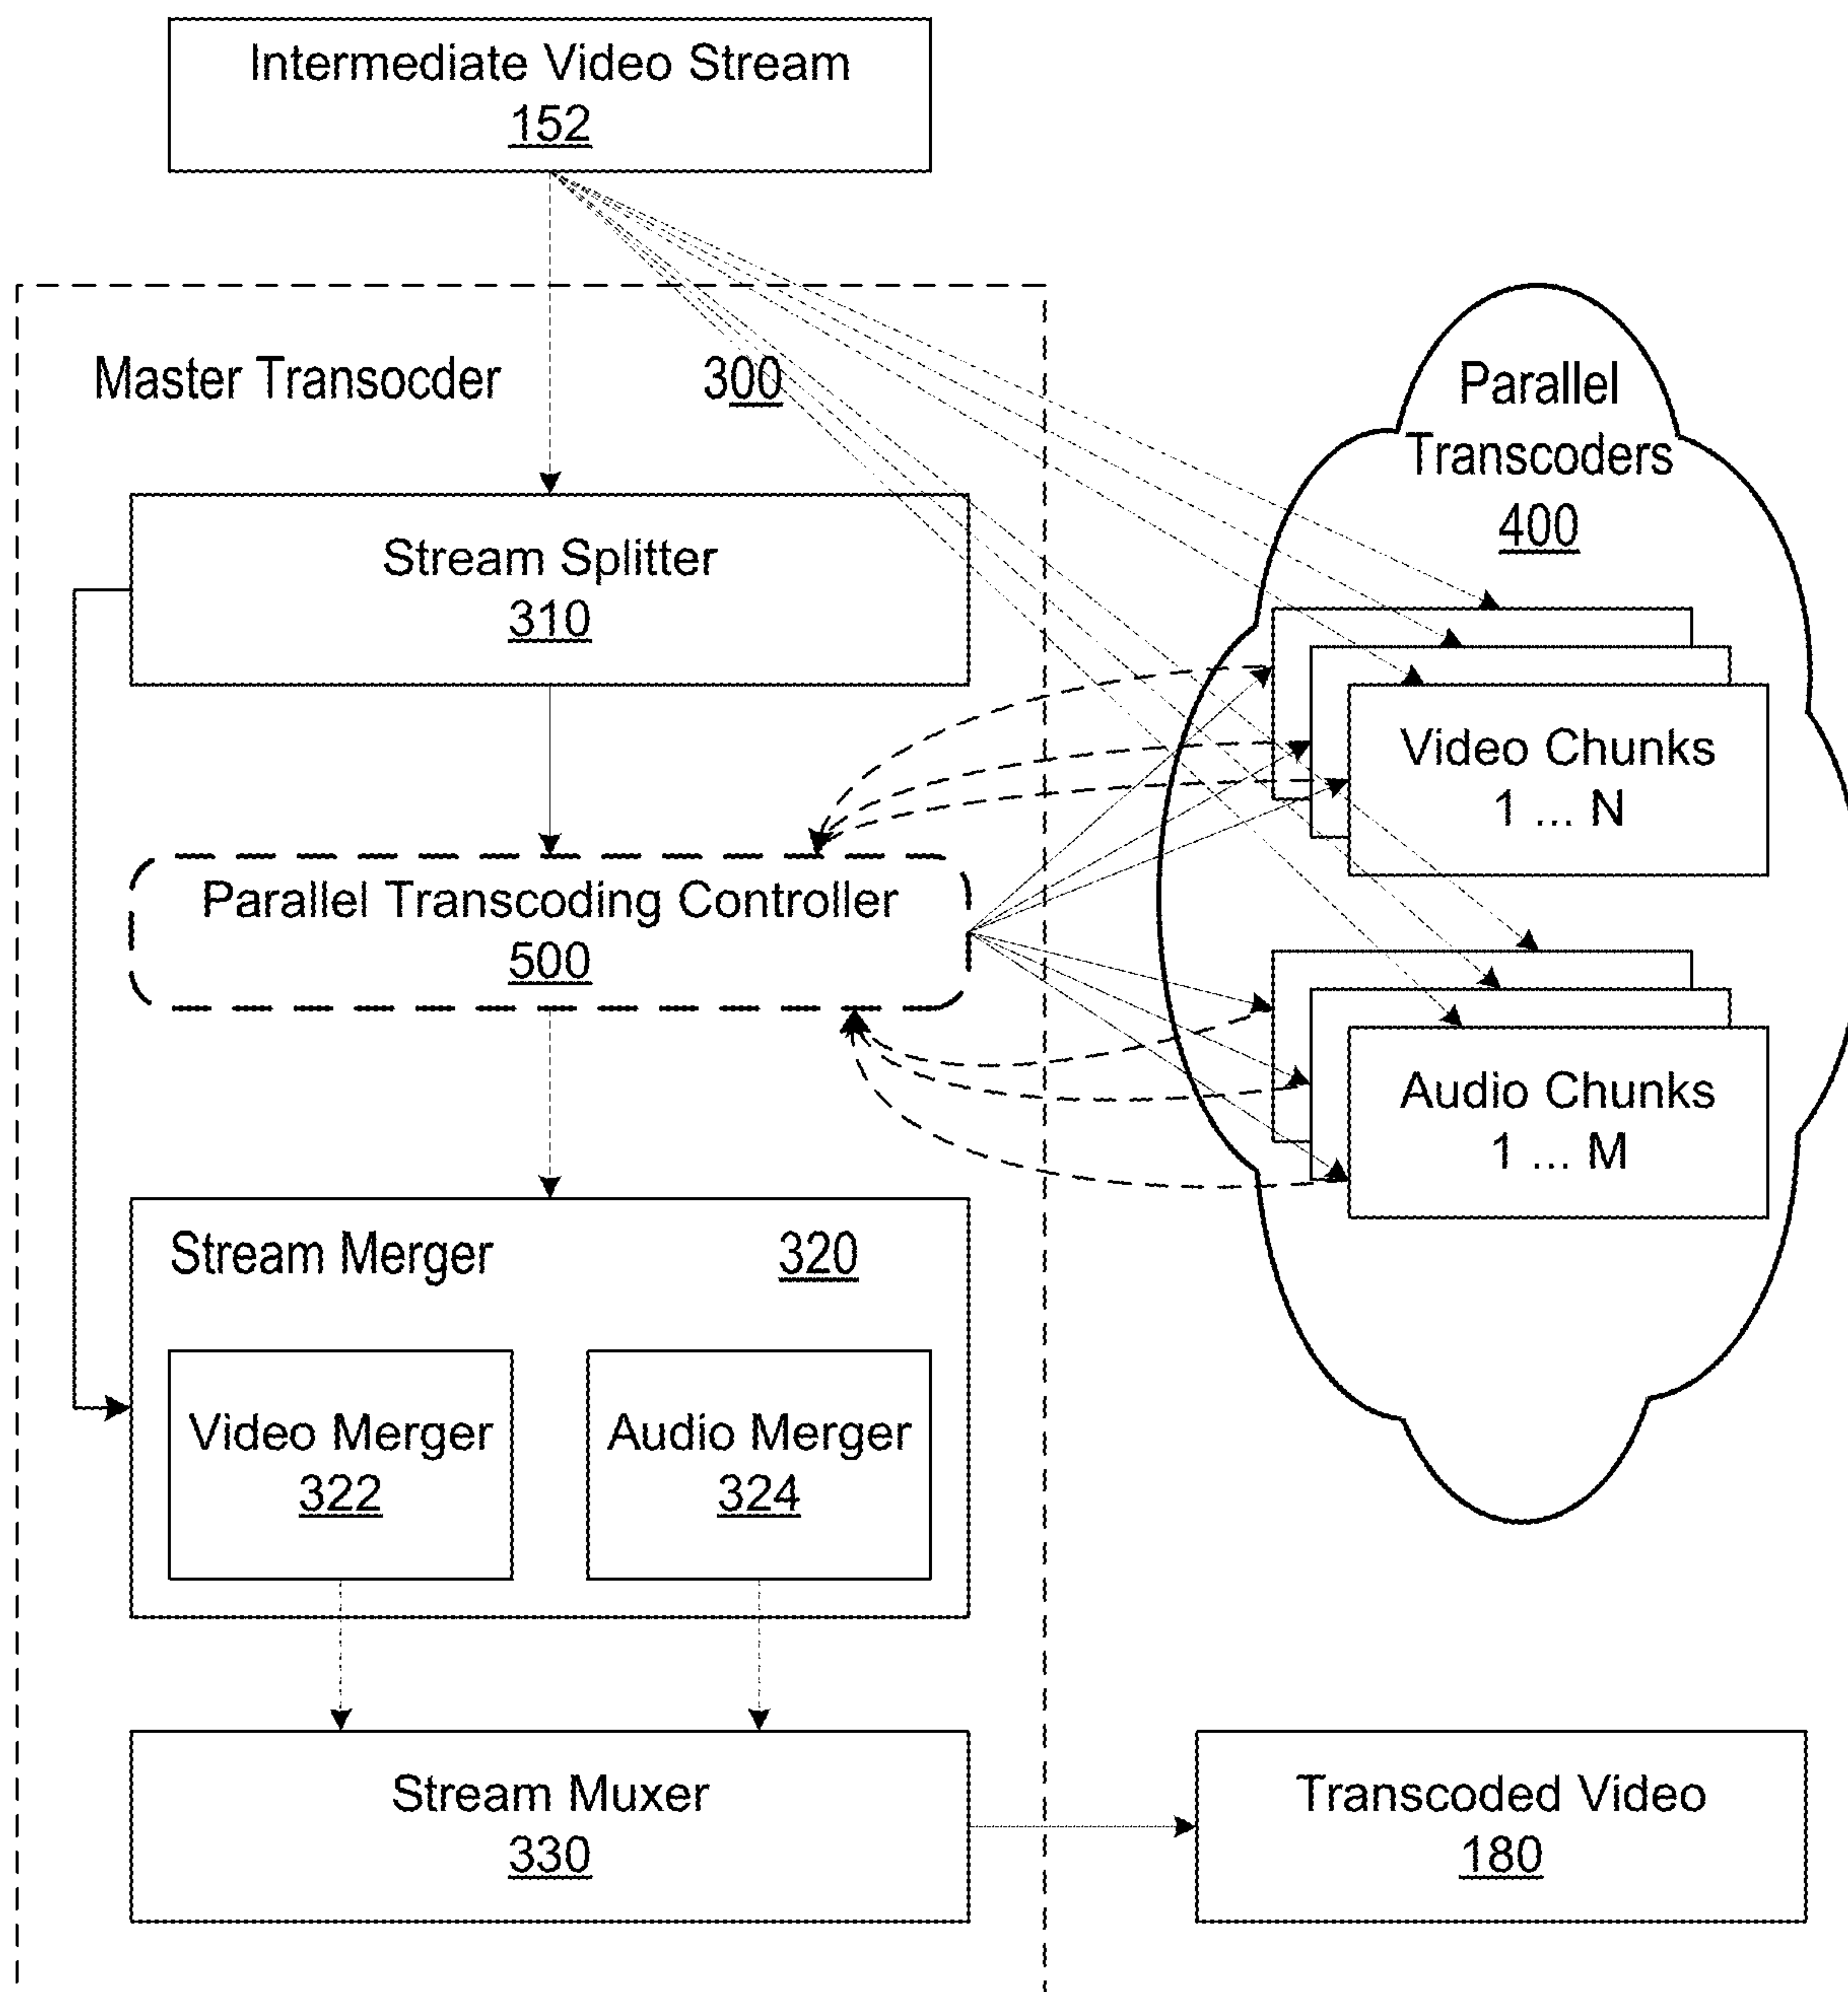 Intermediate Video Stream
152
Master Transocder 300
Parallel
Transcoders
400
Stream Splitter
310
Video Chunks
1 ... N
Parallel Transcoding Controller
500
Audio Chunks
1 ... M
Stream Merger 320
Video Merger
322
Audio Merger
324
Stream Muxer
330
Transcoded Video
180